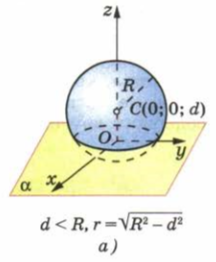 z
R
C(0; 0; d)
O
y
x
α
d < R, r = √R² – d²
a)